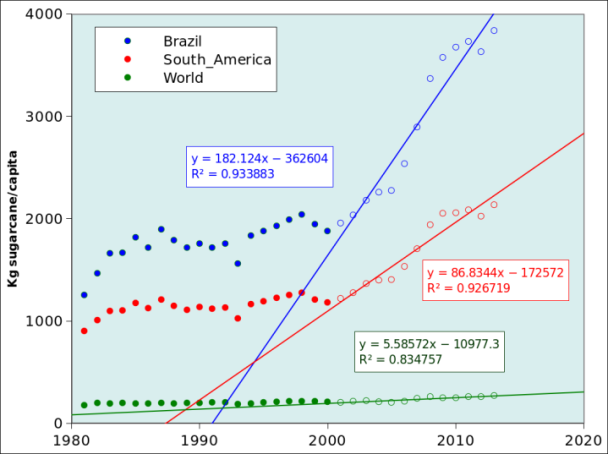 4000
3000
2000
1000
0
Kg sugarcane/capita
Brazil
South_America
World
y = 182.124x − 362604
R² = 0.933883
y = 86.8344x − 172572
R² = 0.926719
y = 5.58572x − 10977.3
R² = 0.834757
1980
1990
2000
2010
2020